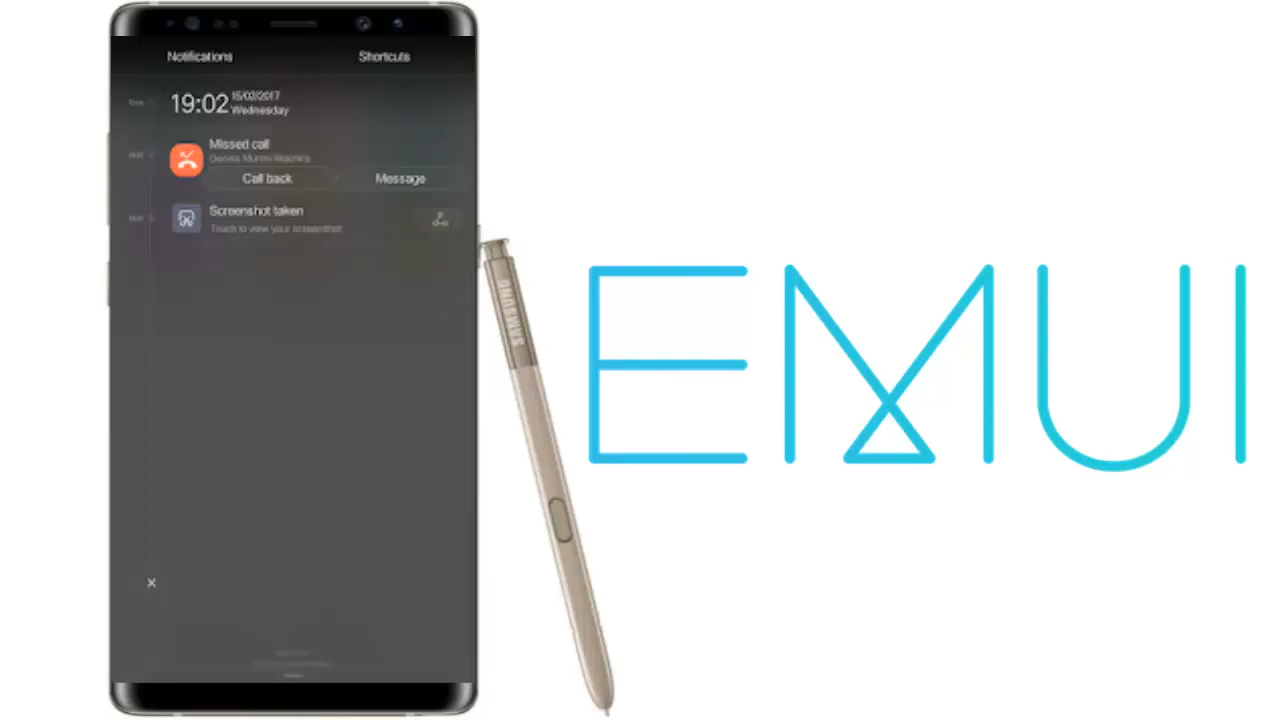 Notifications
Shortcuts
19:02
15/02/2017
Wednesday
Missed call
Call back
Message
Screenshot taken
Touch to view your screenshot
SAMSUNG
EMUI